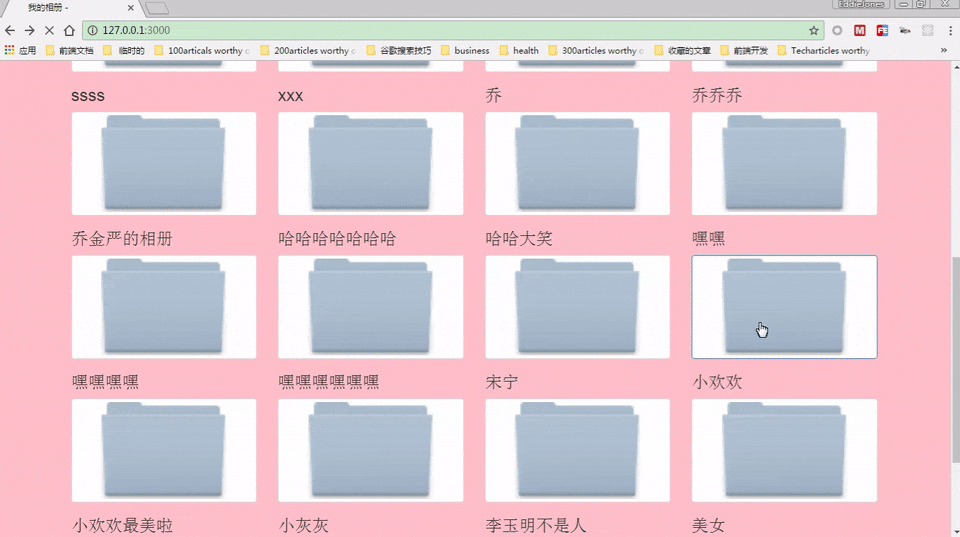 我的相册 -
EddieJones
127.0.0.1:3000
应用 前端文档 临时的 100articals worthy 200articles worthy 谷歌搜索技巧 business health 300articles worthy 收藏的文章 前端开发 Techarticles worthy »
ssss xxx 乔 乔乔乔
乔金严的相册 哈哈哈哈哈哈哈 哈哈大笑 嘿嘿
嘿嘿嘿嘿 嘿嘿嘿嘿嘿嘿 宋宁 小欢欢
小欢欢最美啦 小灰灰 李玉明不是人 美女